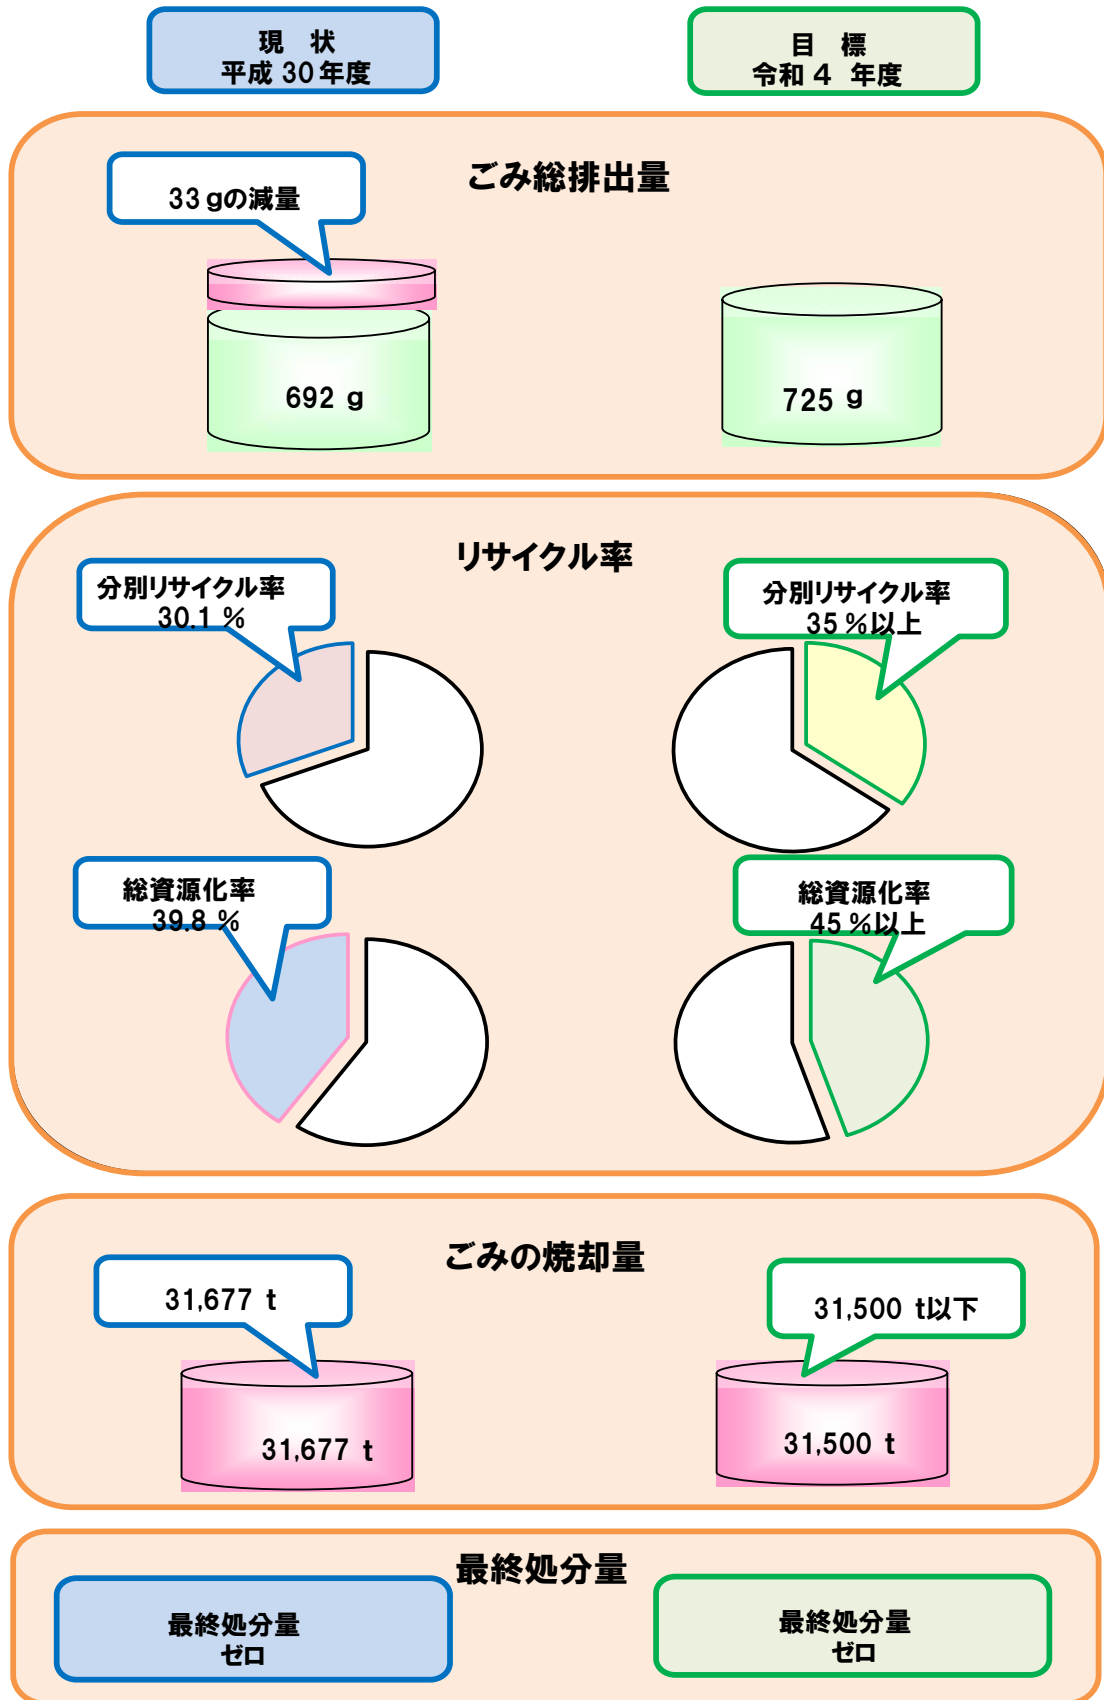 現　状
平成 30 年度
目　標
令和 4　年度
ごみ総排出量
33 gの減量
692 g
725 g
リサイクル率
分別リサイクル率
30.1 %
分別リサイクル率
35 %以上
総資源化率
39.8 %
総資源化率
45 %以上
ごみの焼却量
31,677 t
31,500 t以下
31,677 t
31,500 t
最終処分量
最終処分量
ゼロ
最終処分量
ゼロ